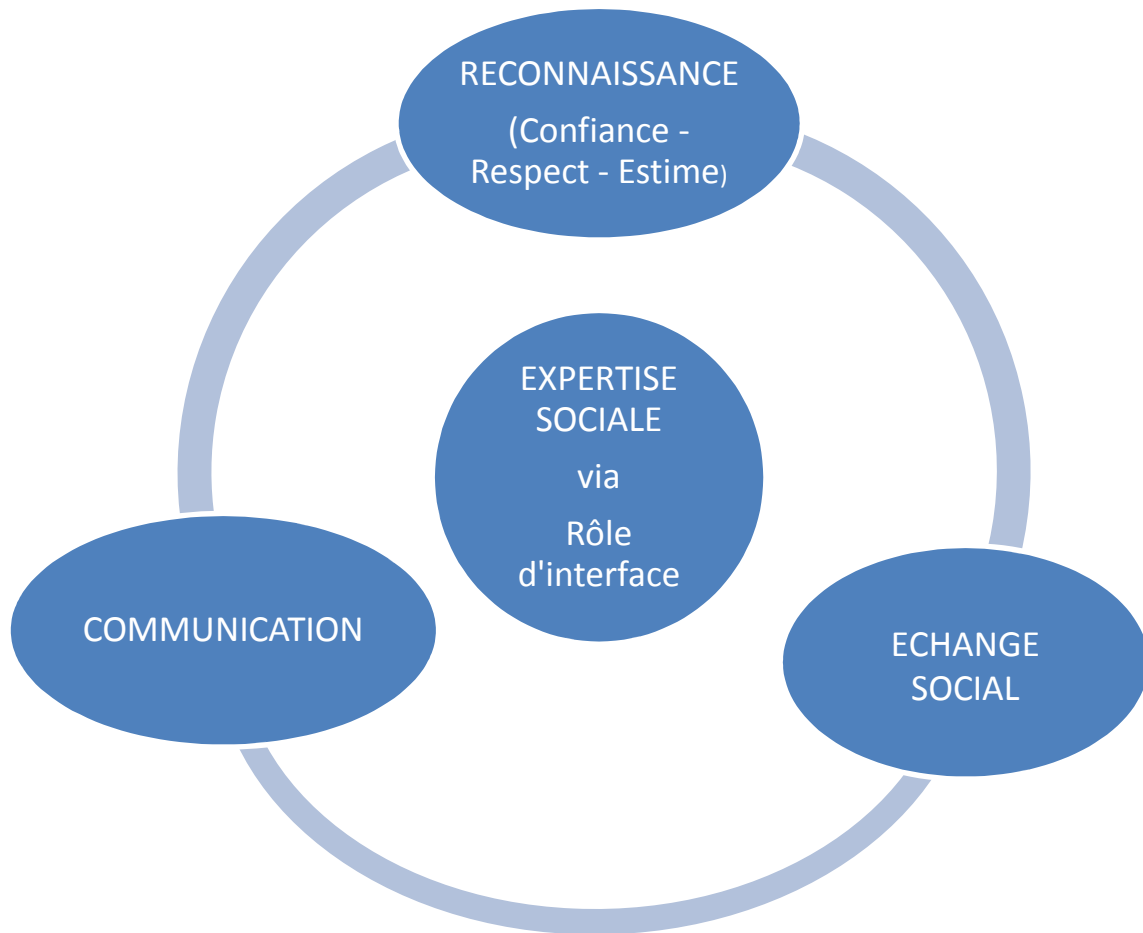 RECONNAISSANCE
(Confiance -
Respect - Estime)
EXPERTISE
SOCIALE
via
Rôle
d'interface
COMMUNICATION
ECHANGE
SOCIAL